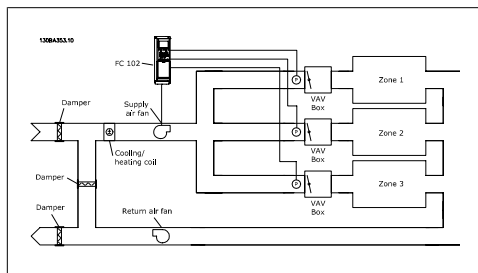 130BA353.10
FC 102
Damper
Supply
air fan
Cooling/
heating coil
Damper
Damper
Return air fan
P
VAV
Box
Zone 1
P
VAV
Box
Zone 2
P
VAV
Box
Zone 3